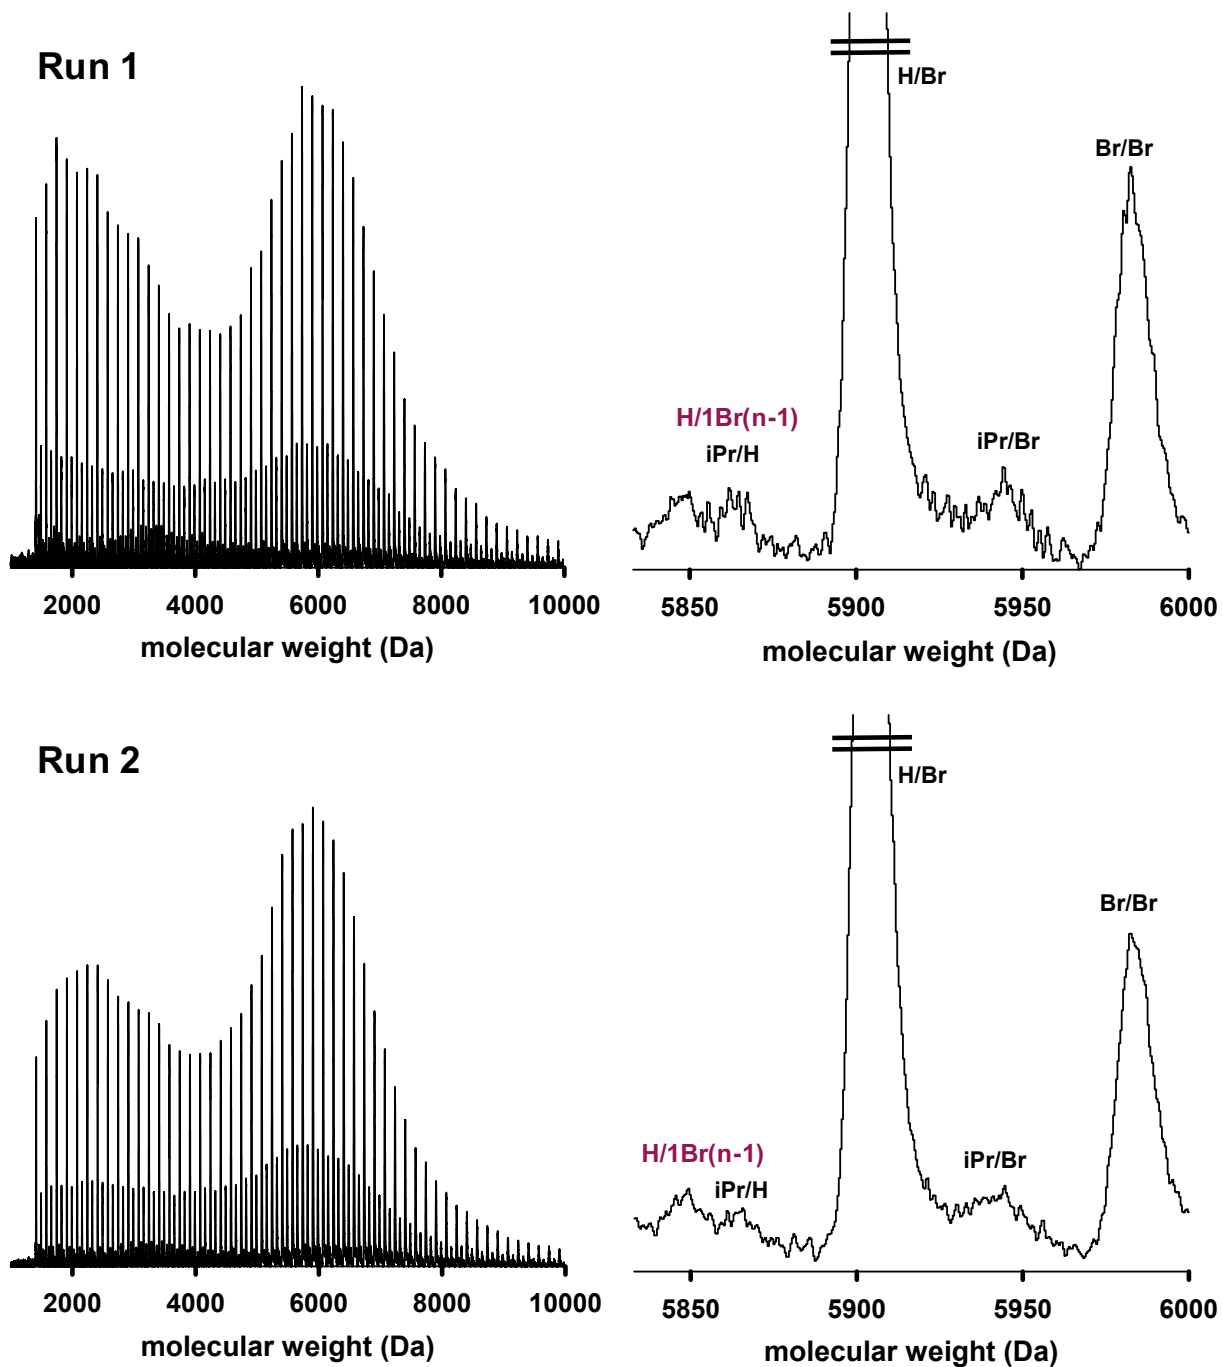 Run 1
H/Br
Br/Br
H/1Br(n-1)
iPr/H
iPr/Br
2000 4000 6000 8000 10000
molecular weight (Da)
5850 5900 5950 6000
molecular weight (Da)
Run 2
H/Br
Br/Br
H/1Br(n-1)
iPr/H
iPr/Br
2000 4000 6000 8000 10000
molecular weight (Da)
5850 5900 5950 6000
molecular weight (Da)